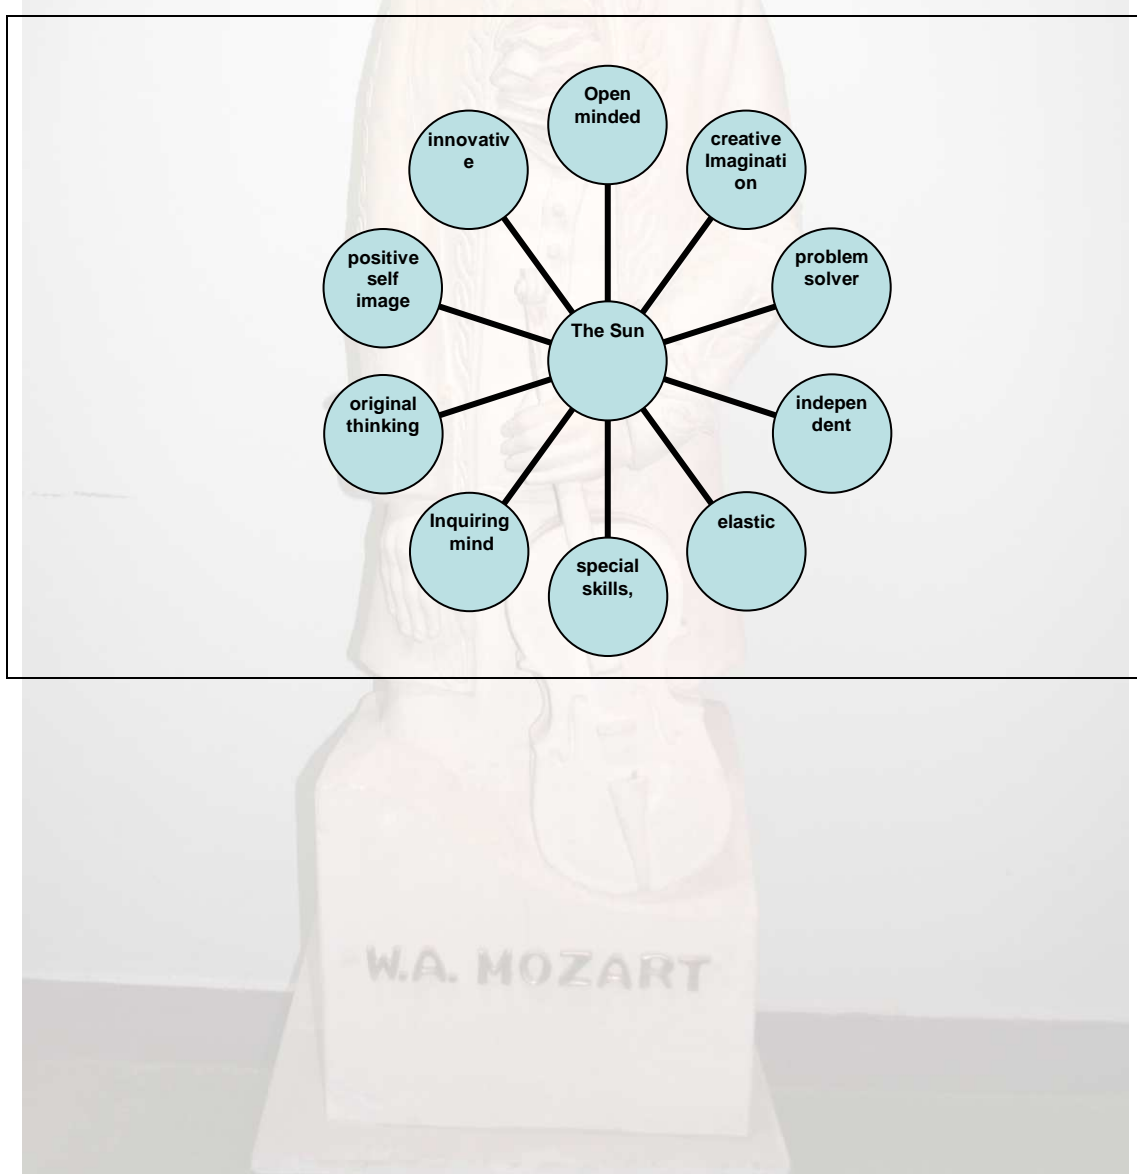 Open
minded
creative
Imaginati
on
problem
solver
indepen
dent
elastic
special
skills,
Inquiring
mind
original
thinking
positive
self
image
innovativ
e
The Sun
W.A. MOZART